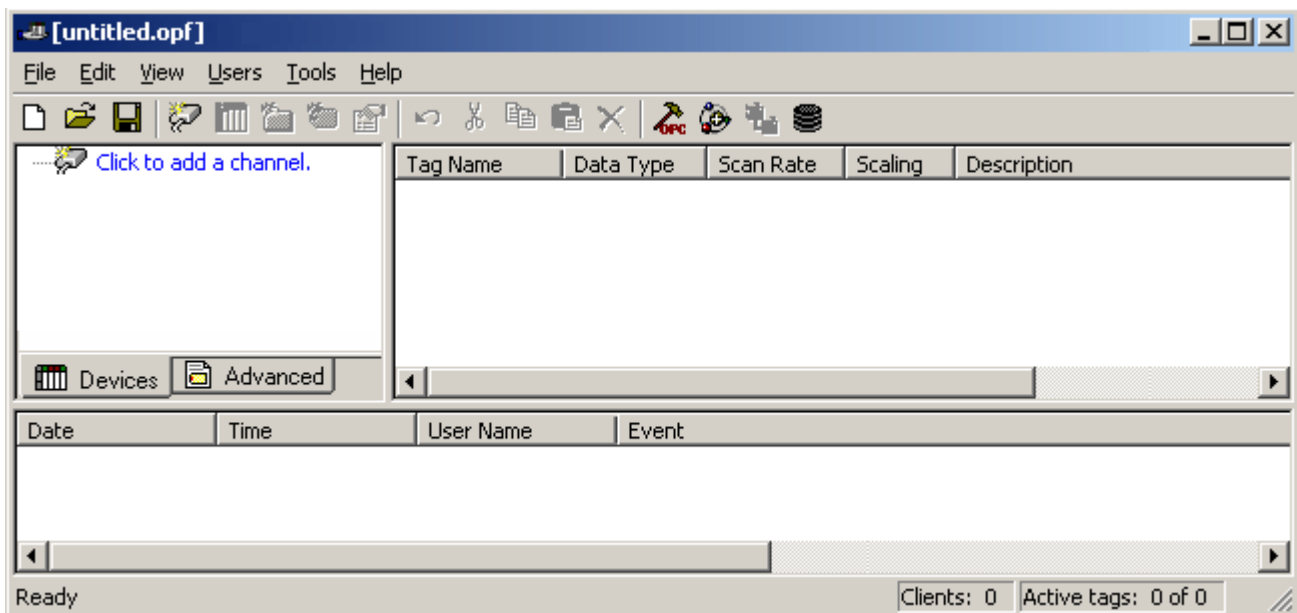 [untitled.opf]
File Edit View Users Tools Help
OPC
Click to add a channel.
Tag Name Data Type Scan Rate Scaling Description
Devices Advanced
Date Time User Name Event
Ready Clients: 0 Active tags: 0 of 0